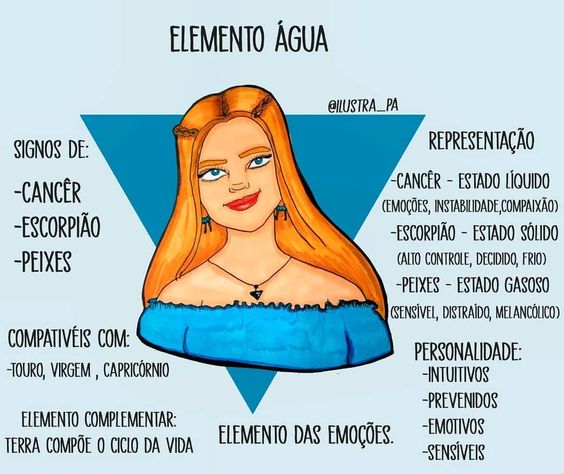 ELEMENTO ÁGUA
@ILUSTRA_PA
SIGNOS DE:
-CANCÊR
-ESCORPIÃO
-PEIXES
COMPATIVÉIS COM:
-TOURO, VIRGEM , CAPRICÓRNIO
ELEMENTO COMPLEMENTAR:
TERRA COMPÕE O CICLO DA VIDA
REPRESENTAÇÃO
-CANCÊR - ESTADO LÍQUIDO
(EMOÇÕES, INSTABILIDADE,COMPAIXÃO)
-ESCORPIÃO - ESTADO SÓLIDO
(ALTO CONTROLE, DECIDIDO, FRIO)
-PEIXES - ESTADO GASOSO
(SENSÍVEL, DISTRAÍDO, MELANCÓLICO)
PERSONALIDADE:
-INTUITIVOS
-PREVENIDOS
-EMOTIVOS
-SENSÍVEIS
ELEMENTO DAS EMOÇÕES.